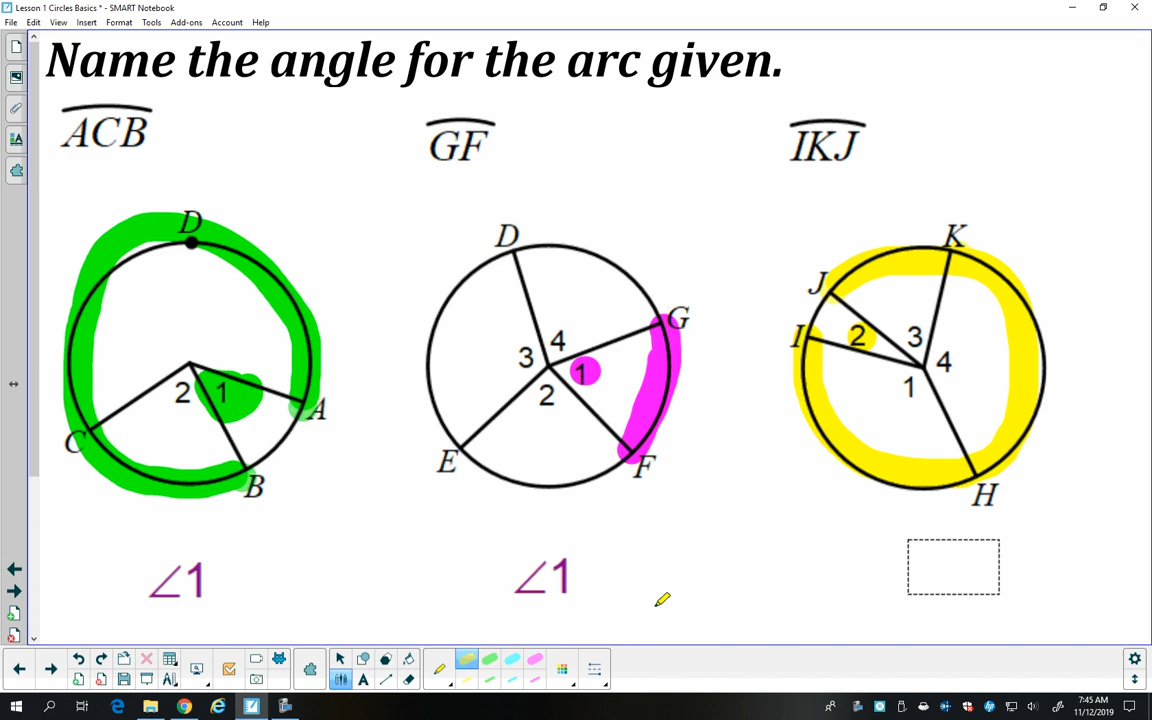 Lesson 1 Circles Basics * - SMART Notebook
File Edit View Insert Format Tools Add-ons Account Help
Name the angle for the arc given.
ACB
GF
IKJ
D
2
1
A
C
B
D
G
4
3
1
2
E
F
K
J
I
2
3
4
1
H
∠1
∠1
7:45 AM
11/12/2019